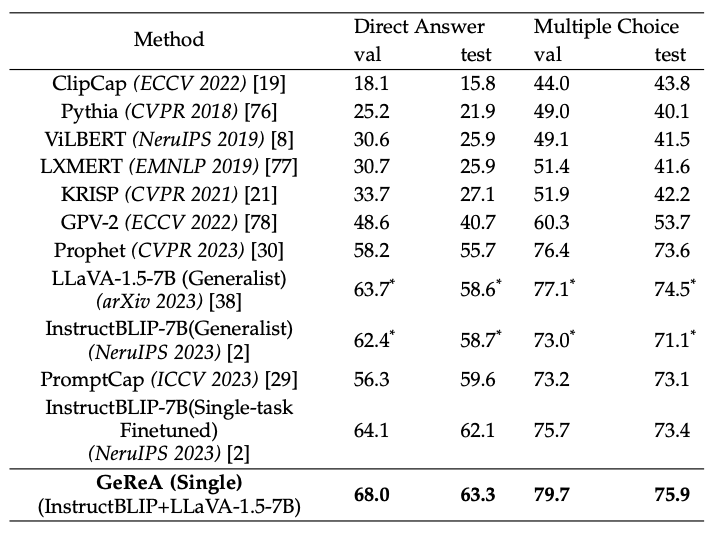 Method Direct Answer Multiple Choice
val test val test
ClipCap (ECCV 2022) [19] 18.1 15.8 44.0 43.8
Pythia (CVPR 2018) [76] 25.2 21.9 49.0 40.1
ViLBERT (NeruIPS 2019) [8] 30.6 25.9 49.1 41.5
LXMERT (EMNLP 2019) [77] 30.7 25.9 51.4 41.6
KRISP (CVPR 2021) [21] 33.7 27.1 51.9 42.2
GPV-2 (ECCV 2022) [78] 48.6 40.7 60.3 53.7
Prophet (CVPR 2023) [30] 58.2 55.7 76.4 73.6
LLaVA-1.5-7B (Generalist)
(arXiv 2023) [38] 63.7* 58.6* 77.1* 74.5*
InstructBLIP-7B(Generalist)
(NeruIPS 2023) [2] 62.4* 58.7* 73.0* 71.1*
PromptCap (ICCV 2023) [29] 56.3 59.6 73.2 73.1
InstructBLIP-7B(Single-task
Finetuned) 64.1 62.1 75.7 73.4
(NeruIPS 2023) [2]
GeReA (Single)
(InstructBLIP+LLaVA-1.5-7B) 68.0 63.3 79.7 75.9